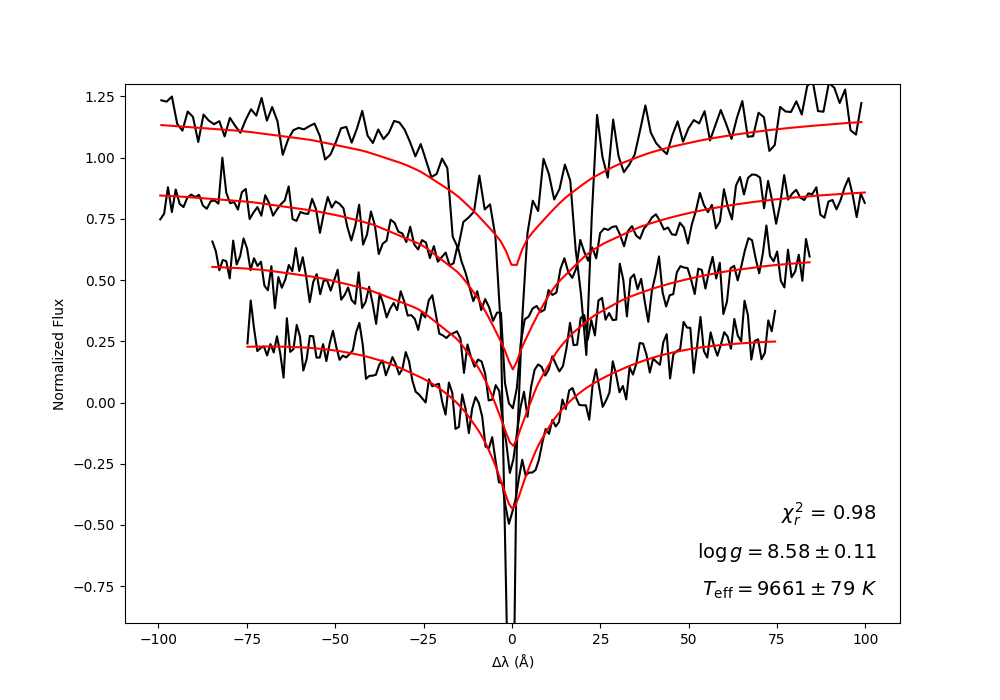 1.25
1.00
0.75
0.50
0.25
0.00
−0.25
−0.50
−0.75
Normalized Flux
χ²ᵣ = 0.98
log g = 8.58 ± 0.11
T_eff = 9661 ± 79 K
−100 −75 −50 −25 0 25 50 75 100
Δλ (Å)